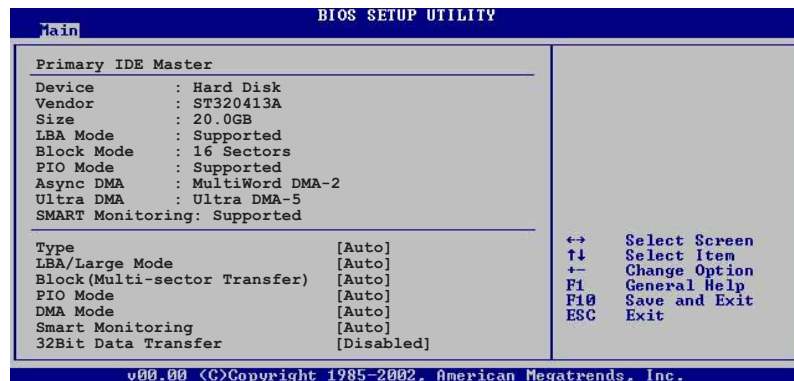 BIOS SETUP UTILITY
Main
Primary IDE Master
Device : Hard Disk
Vendor : ST320413A
Size : 20.0GB
LBA Mode : Supported
Block Mode : 16 Sectors
PIO Mode : Supported
Async DMA : MultiWord DMA-2
Ultra DMA : Ultra DMA-5
SMART Monitoring: Supported
Type [Auto]
LBA/Large Mode [Auto]
Block(Multi-sector Transfer) [Auto]
PIO Mode [Auto]
DMA Mode [Auto]
Smart Monitoring [Auto]
32Bit Data Transfer [Disabled]
←→ Select Screen
↑↓ Select Item
+- Change Option
F1 General Help
F10 Save and Exit
ESC Exit
v00.00 (C)Copyright 1985-2002, American Megatrends, Inc.